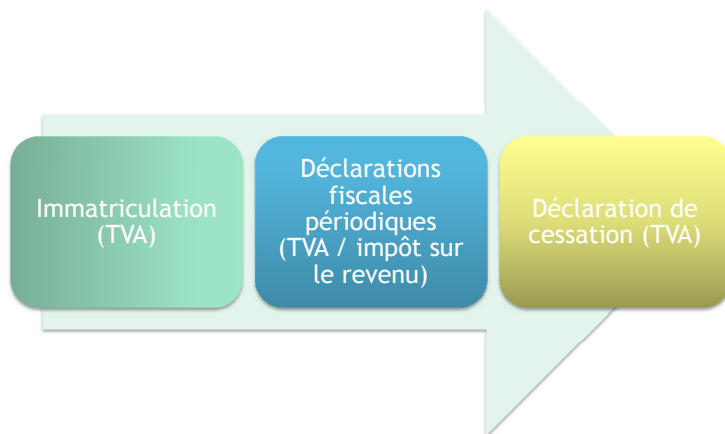 Immatriculation
(TVA)
Déclarations
fiscales
périodiques
(TVA / impôt sur
le revenu)
Déclaration de
cessation (TVA)